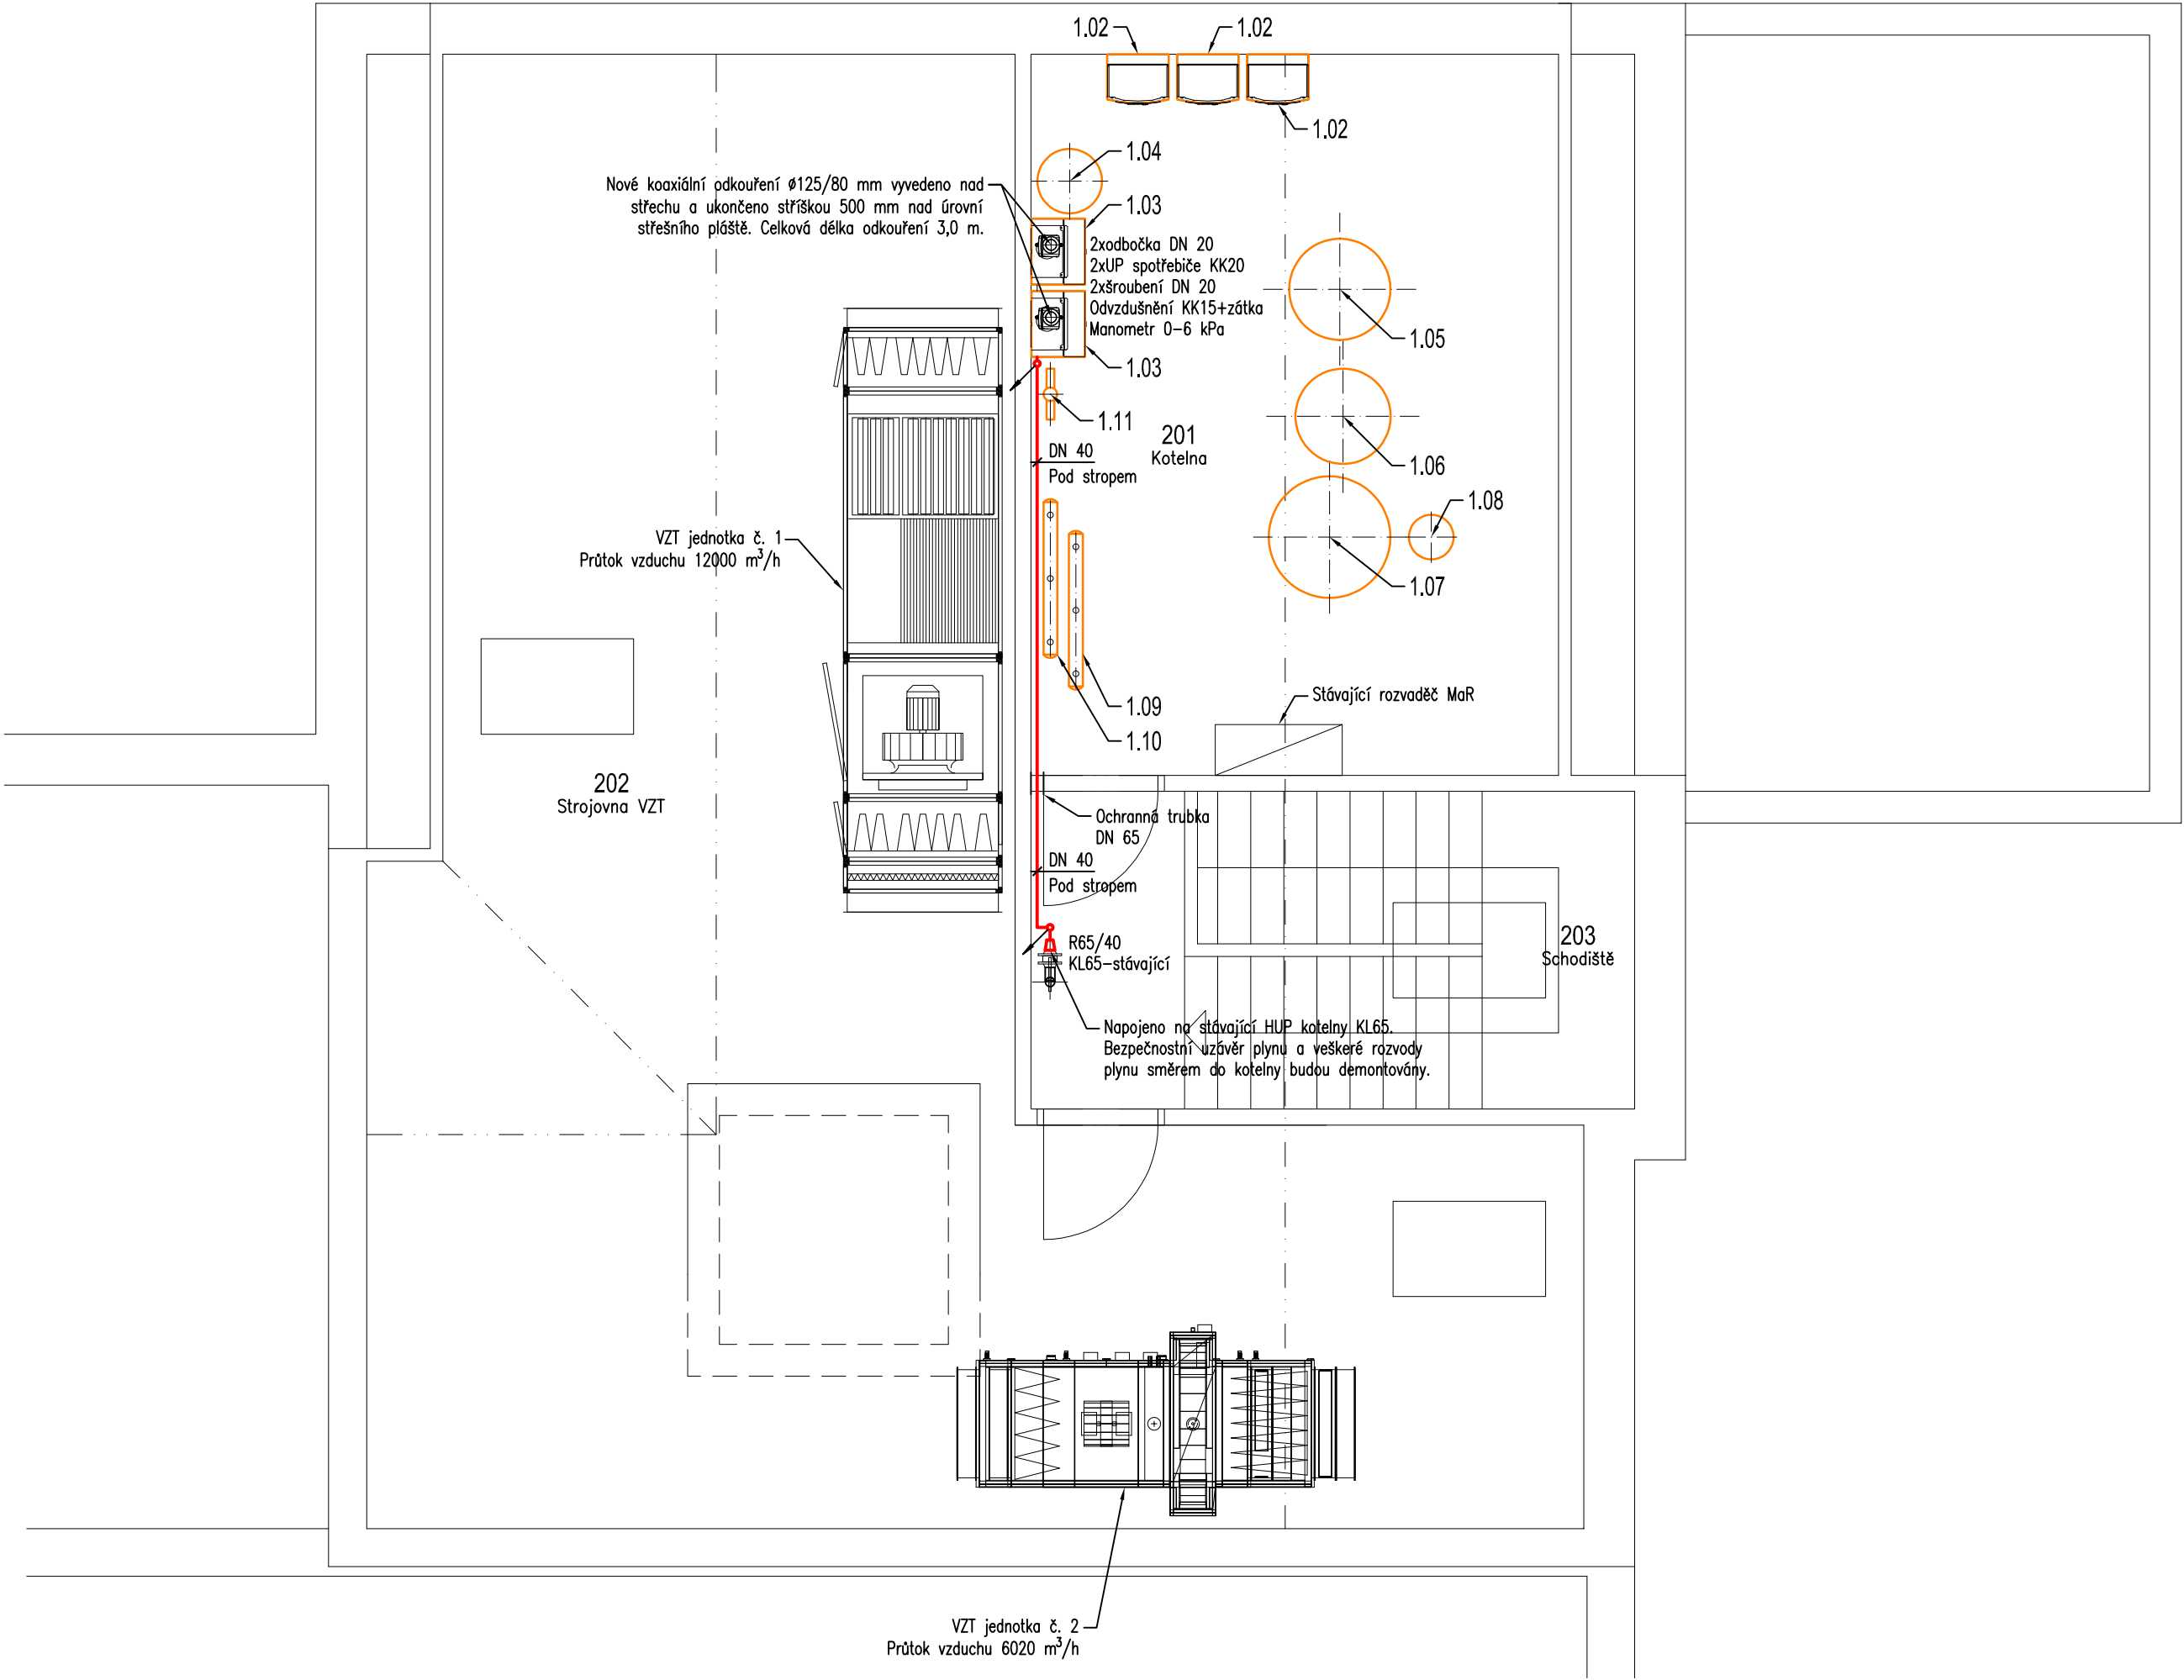 1.02
1.02
1.02
1.04
Nové koaxiální odkouření ø125/80 mm vyvedeno nad
střechu a ukončeno stříškou 500 mm nad úrovní
střešního pláště. Celková délka odkouření 3,0 m.
1.03
2xodbočka DN 20
2xUP spotřebiče KK20
2xšroubení DN 20
Odvzdušnění KK15+zátka
Manometr 0–6 kPa
1.05
1.03
1.11
201
Kotelna
DN 40
Pod stropem
1.06
1.08
VZT jednotka č. 1
Průtok vzduchu 12000 m³/h
1.07
Stávající rozvaděč MaR
1.09
1.10
202
Strojovna VZT
Ochranná trubka
DN 65
DN 40
Pod stropem
203
Schodiště
R65/40
KL65–stávající
Napojeno na stávající HUP kotelny KL65.
Bezpečnostní uzávěr plynu a veškeré rozvody
plynu směrem do kotelny budou demontovány.
VZT jednotka č. 2
Průtok vzduchu 6020 m³/h